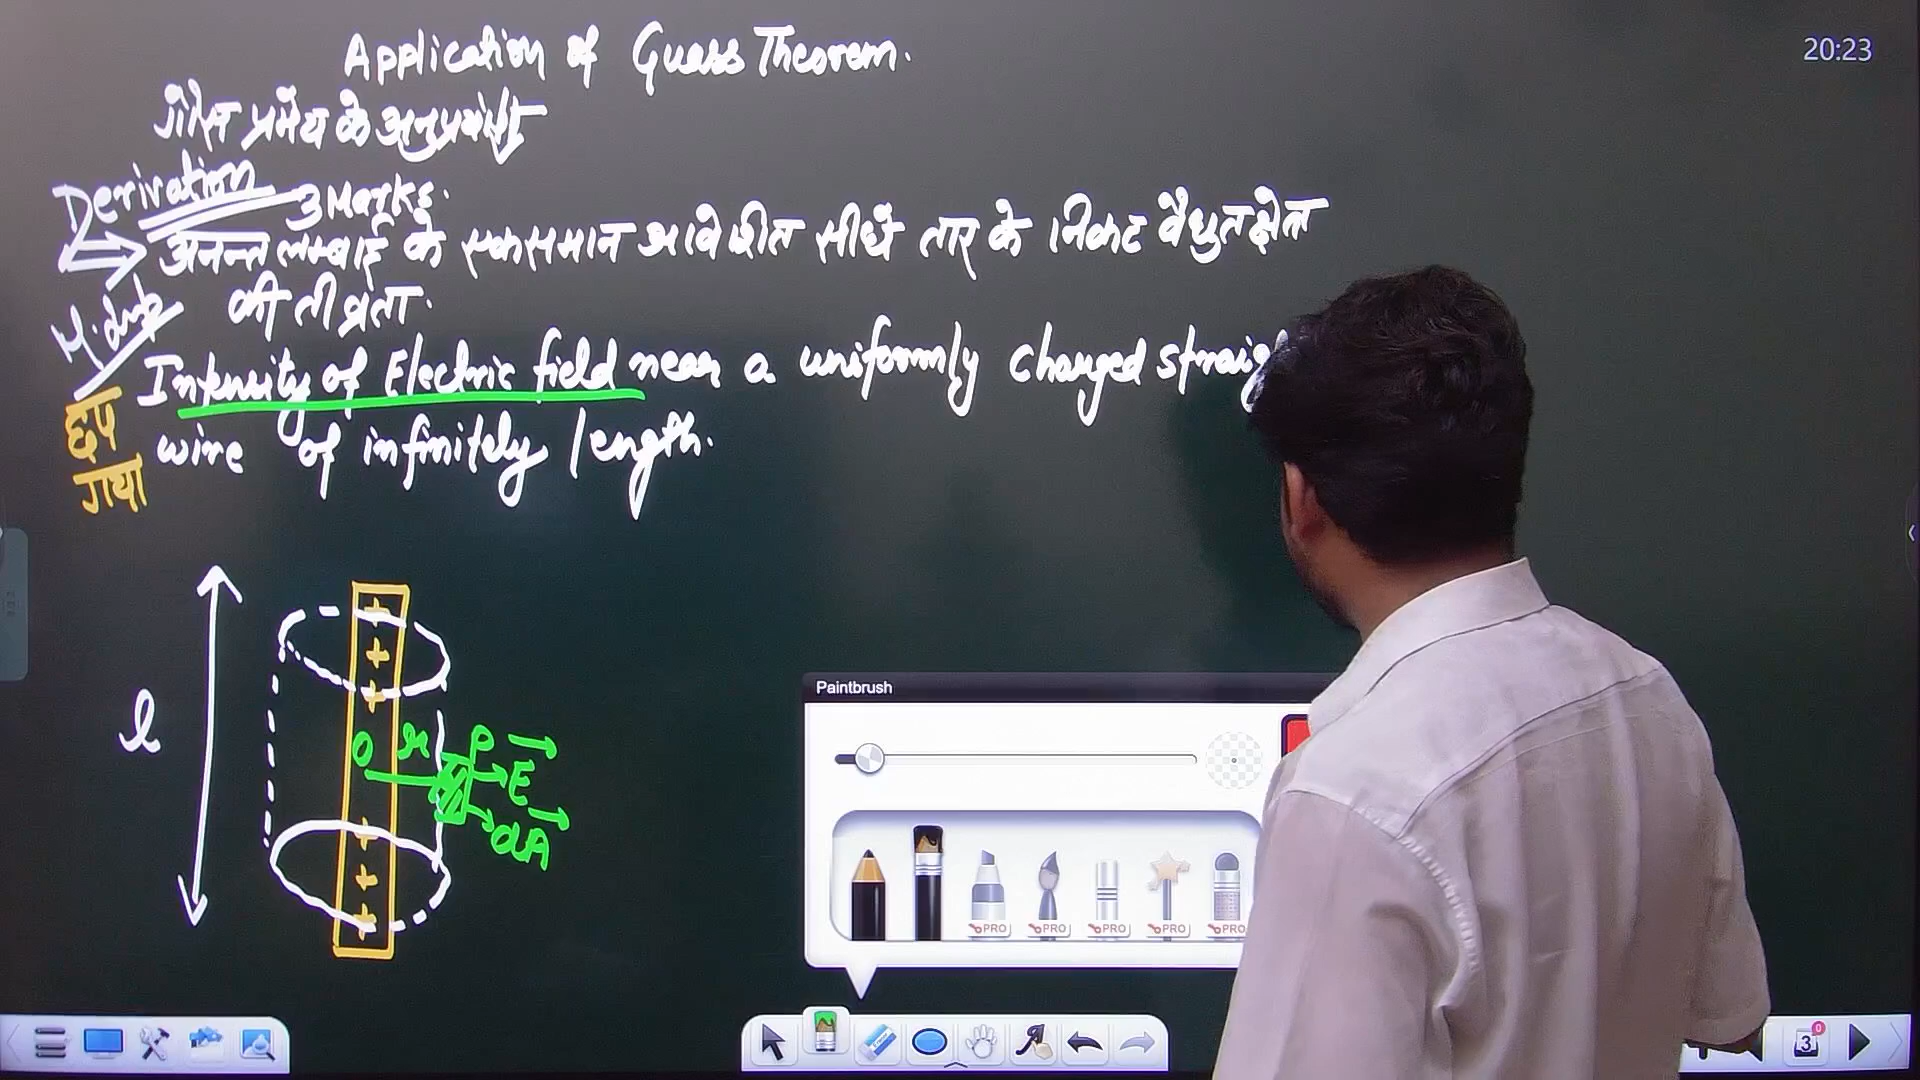 Application of Guass Theorem.
20:23
गॉस प्रमेय के अनुप्रयोग
Derivation 3 Marks.
अनन्त लम्बाई के एकसमान आवेशीत सीधे तार के निकट वैधुत क्षेत्र
की तीव्रता.
Intensity of Electric field near a uniformly charged straig
छप
गया
wire of infinitely length.
l
+
+
+
O r P E
dA
+
+
+
Paintbrush
PRO PRO PRO PRO PRO
Eraser
0
3